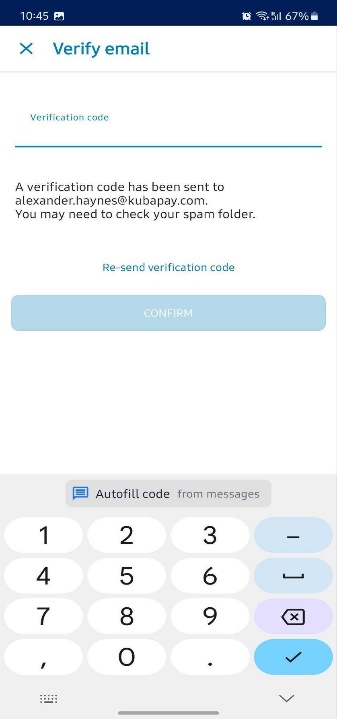 10:45 67%
Verify email
Verification code
A verification code has been sent to
alexander.haynes@kubapay.com.
You may need to check your spam folder.
Re-send verification code
CONFIRM
Autofill code from messages
1 2 3 –
4 5 6
7 8 9
, 0 .